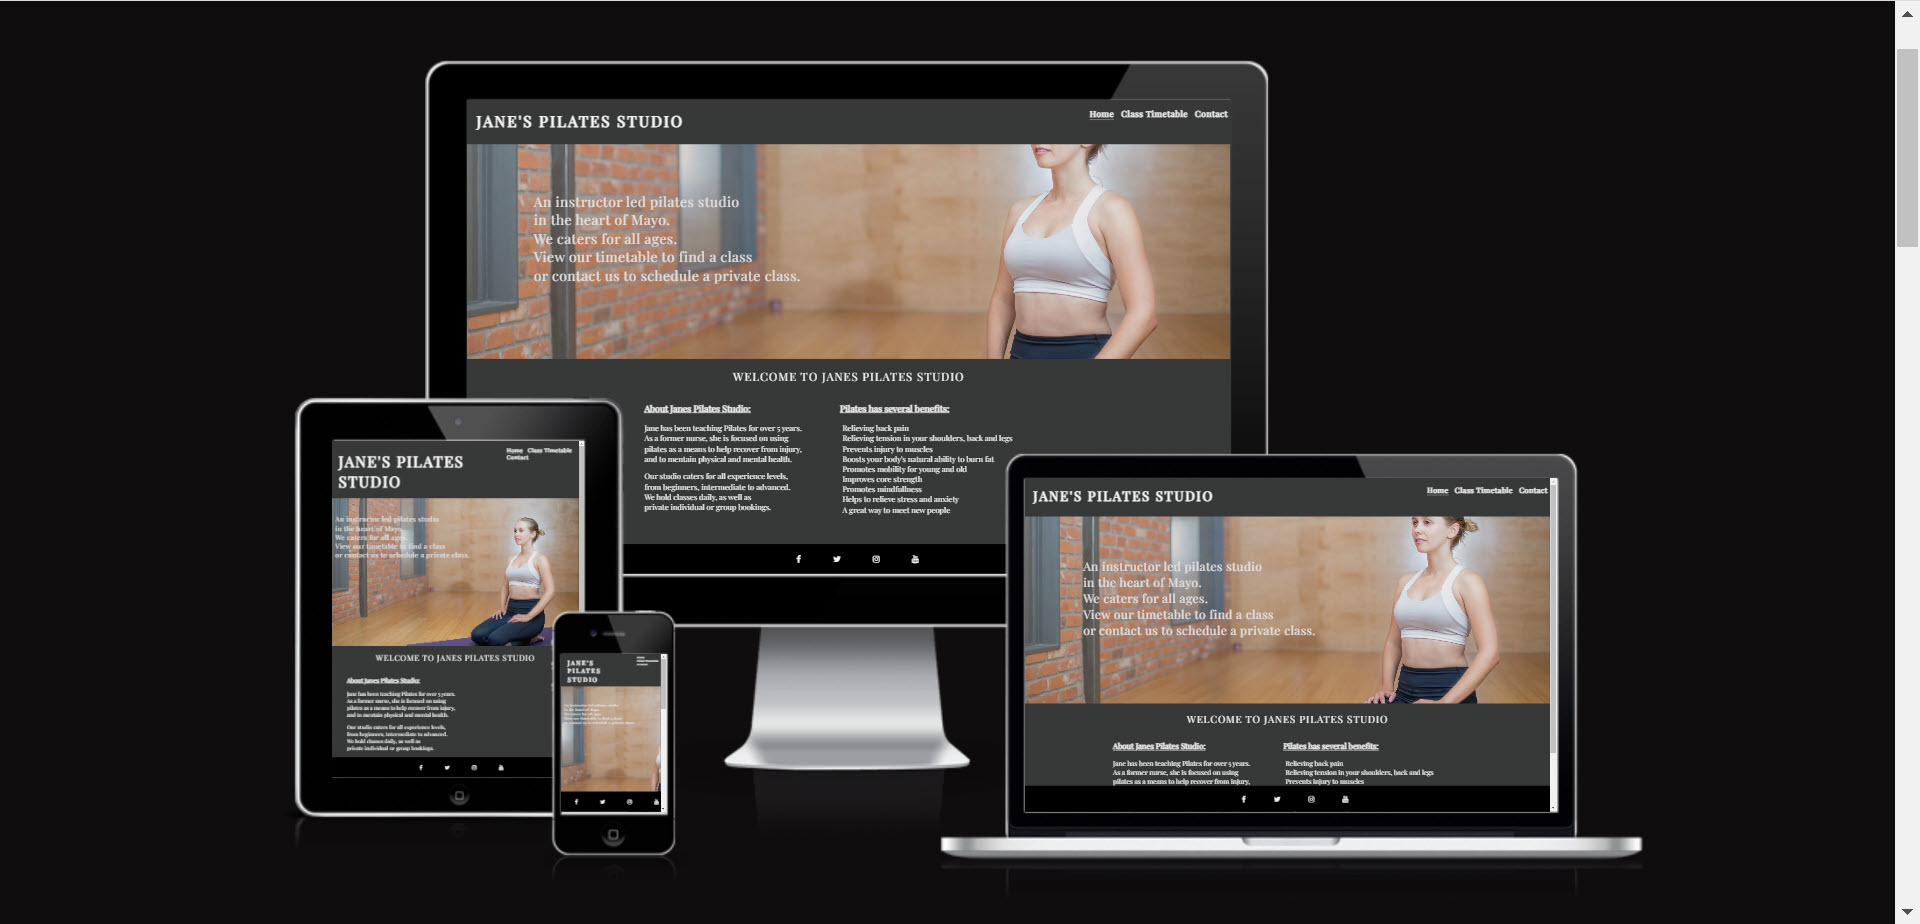 JANE'S PILATES STUDIO
Home Class Timetable Contact
An instructor led pilates studio
in the heart of Mayo.
We caters for all ages.
View our timetable to find a class
or contact us to schedule a private class.
WELCOME TO JANES PILATES STUDIO
About Janes Pilates Studio:
Jane has been teaching Pilates for over 5 years.
As a former nurse, she is focused on using
pilates as a means to help recover from injury,
and to mentain physical and mental health.
Our studio caters for all experience levels,
from beginners, intermediate to advanced.
We hold classes daily, as well as
private individual or group bookings.
Pilates has several benefits:
Relieving back pain
Relieving tension in your shoulders, back and legs
Prevents injury to muscles
Boosts your body's natural ability to burn fat
Promotes mobility for young and old
Improves core strength
Promotes mindfullness
Helps to relieve stress and anxiety
A great way to meet new people
JANE'S PILATES
STUDIO
Home Class Timetable
Contact
An instructor led pilates studio
in the heart of Mayo.
We caters for all ages.
View our timetable to find a class
or contact us to schedule a private class.
WELCOME TO JANES PILATES STUDIO
About Janes Pilates Studio:
Jane has been teaching Pilates for over 5 years.
As a former nurse, she is focused on using
pilates as a means to help recover from injury,
and to mentain physical and mental health.
Our studio caters for all experience levels,
from beginners, intermediate to advanced.
We hold classes daily, as well as
private individual or group bookings.
JANE'S
PILATES
STUDIO
JANE'S PILATES STUDIO
Home Class Timetable Contact
An instructor led pilates studio
in the heart of Mayo.
We caters for all ages.
View our timetable to find a class
or contact us to schedule a private class.
WELCOME TO JANES PILATES STUDIO
About Janes Pilates Studio:
Jane has been teaching Pilates for over 5 years.
As a former nurse, she is focused on using
pilates as a means to help recover from injury,
Pilates has several benefits:
Relieving back pain
Relieving tension in your shoulders, back and legs
Prevents injury to muscles